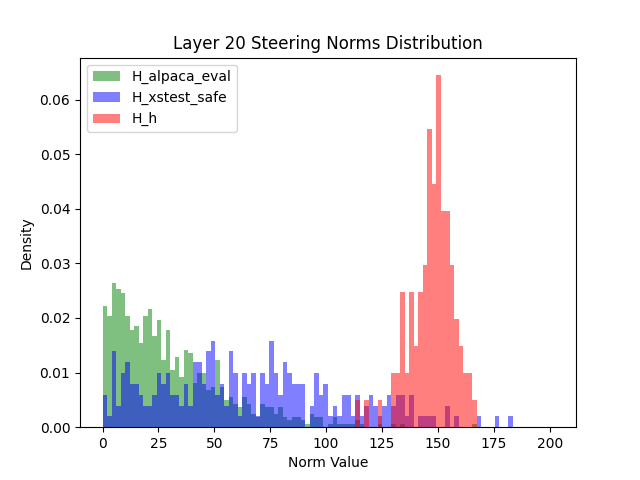 Layer 20 Steering Norms Distribution
H_alpaca_eval
H_xstest_safe
H_h
Density
0.06
0.05
0.04
0.03
0.02
0.01
0.00
0 25 50 75 100 125 150 175 200
Norm Value